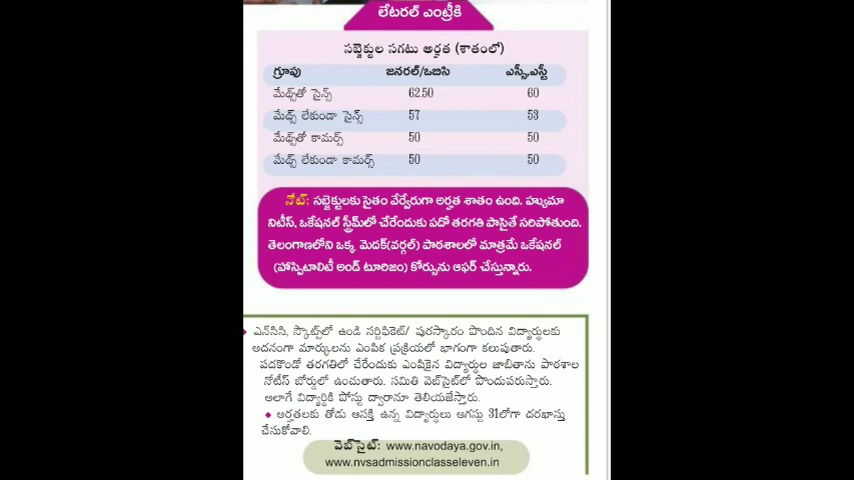 లేటరల్ ఎంట్రీకి
సబ్జెక్టుల సగటు అర్హత (శాతంలో)
గ్రూపు జనరల్/ఒబిసి ఎస్సీ,ఎస్టీ
మేథ్స్‌తో సైన్స్ 62.50 60
మేథ్స్ లేకుండా సైన్స్ 57 53
మేథ్స్‌తో కామర్స్ 50 50
మేథ్స్ లేకుండా కామర్స్ 50 50
నోట్: సబ్జెక్టులకు సైతం వేర్వేరుగా అర్హత శాతం ఉంది. హ్యుమా
నిటీస్, ఒకేషనల్ స్ట్రీమ్‌లో చేరేందుకు పదో తరగతి పాసైతే సరిపోతుంది.
తెలంగాణలోని ఒక్క మెదక్(వర్గల్) పాఠశాలలో మాత్రమే ఒకేషనల్
(హాస్పిటాలిటీ అండ్ టూరిజం) కోర్సును ఆఫర్ చేస్తున్నారు.
♦ ఎన్‌సిసి, స్కౌట్స్‌లో ఉండి సర్టిఫికెట్/ పురస్కారం పొందిన విద్యార్థులకు
అదనంగా మార్కులను ఎంపిక ప్రక్రియలో భాగంగా కలుపుతారు.
పదకొండో తరగతిలో చేరేందుకు ఎంపికైన విద్యార్థుల జాబితాను పాఠశాల
నోటీస్ బోర్డులో ఉంచుతారు. సమితి వెబ్‌సైట్‌లో పొందుపరుస్తారు.
అలాగే విద్యార్థికి పోస్టు ద్వారానూ తెలియజేస్తారు.
♦ అర్హతలకు తోడు ఆసక్తి ఉన్న విద్యార్థులు ఆగస్టు 31లోగా దరఖాస్తు
చేసుకోవాలి.
వెబ్‌సైట్: www.navodaya.gov.in,
www.nvsadmissionclasseleven.in